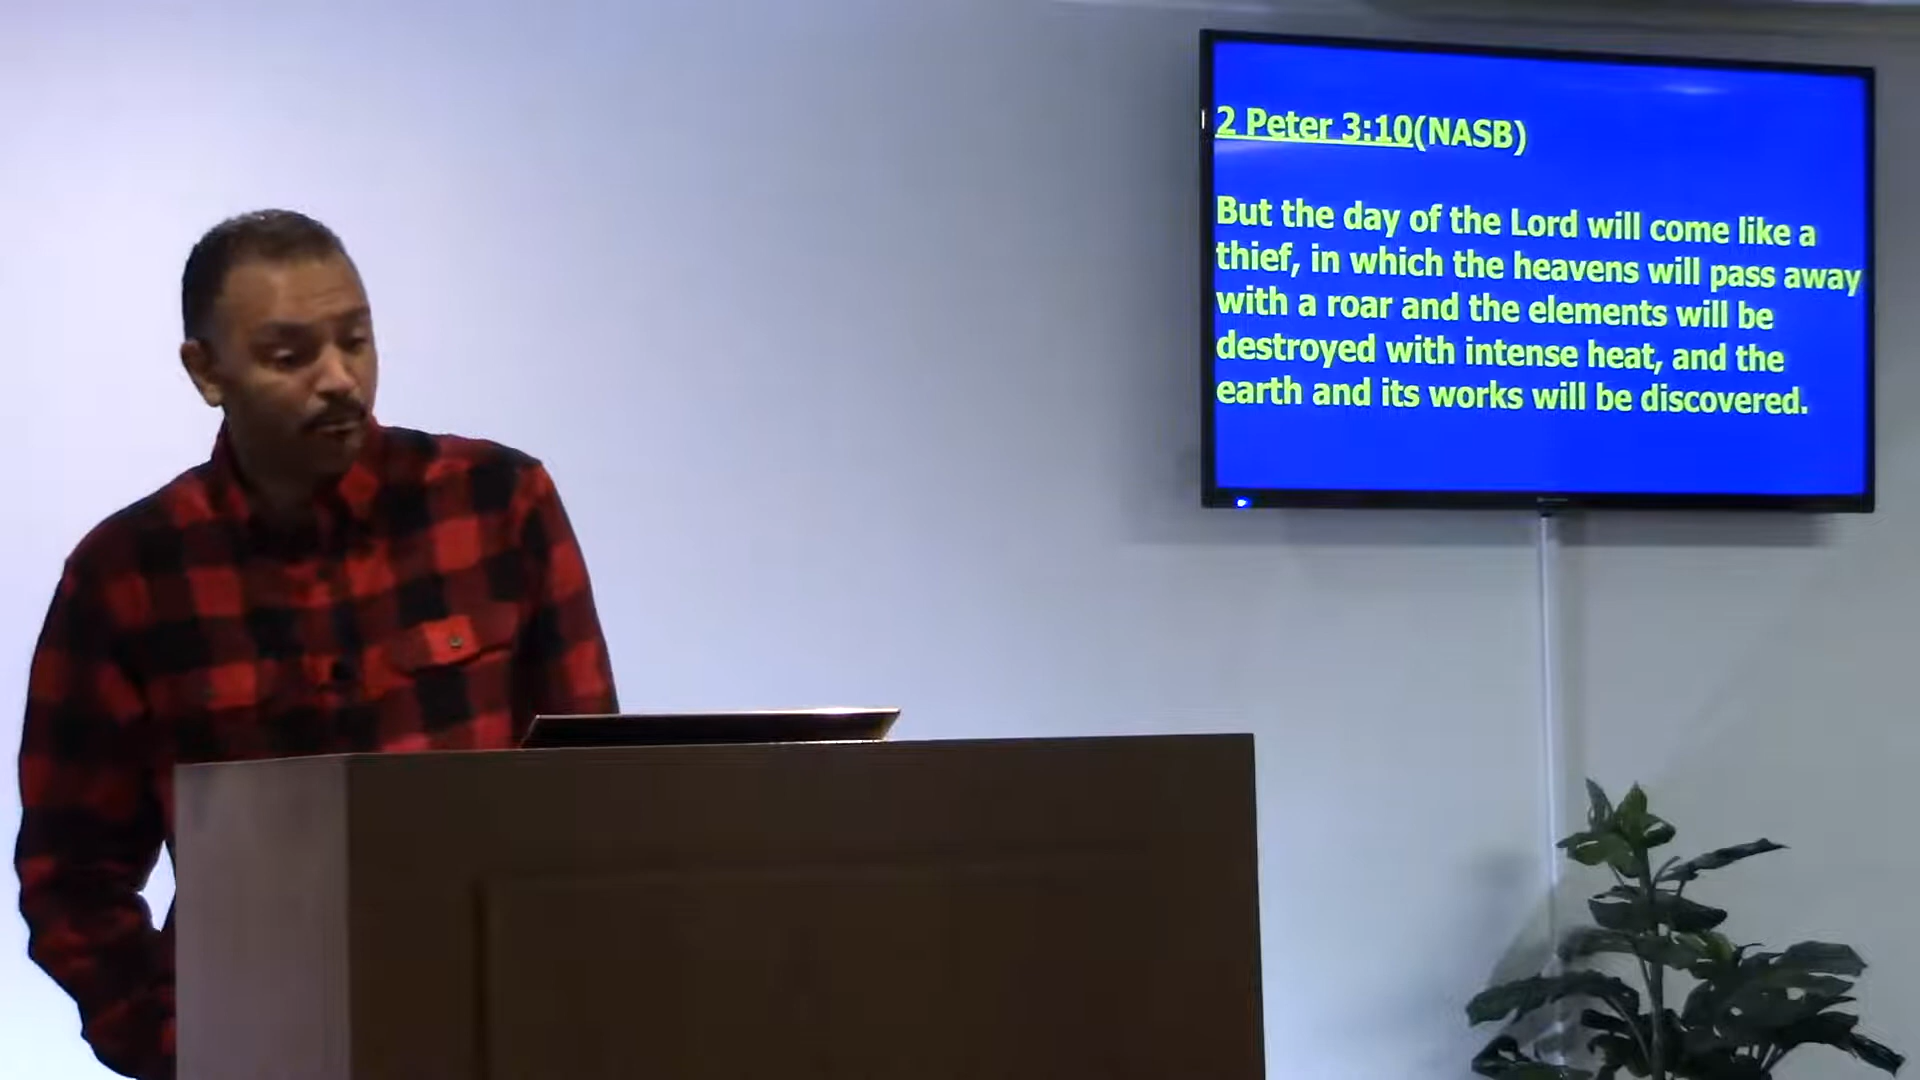 2 Peter 3:10(NASB)
But the day of the Lord will come like a
thief, in which the heavens will pass away
with a roar and the elements will be
destroyed with intense heat, and the
earth and its works will be discovered.